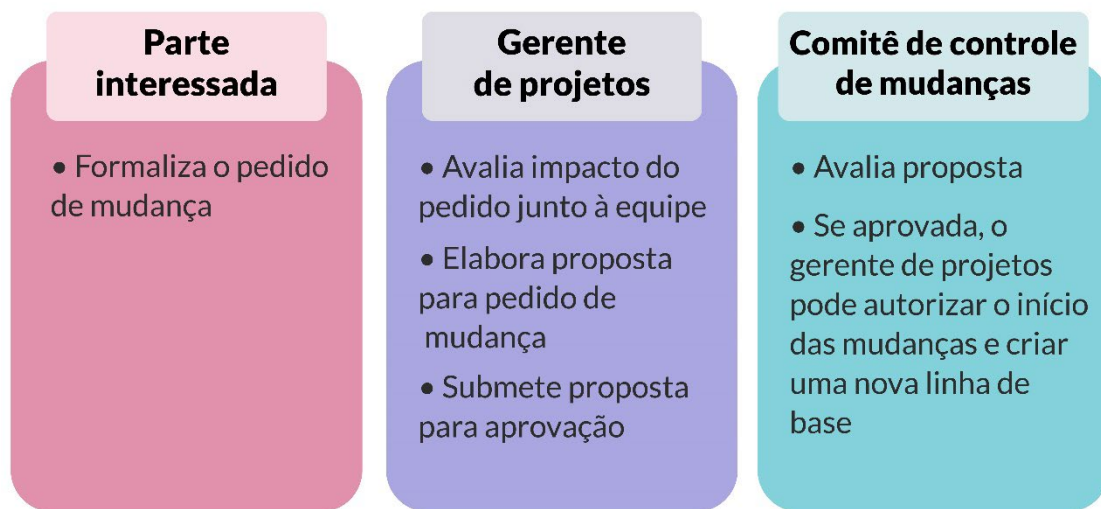 Parte
interessada
• Formaliza o pedido
de mudança
Gerente
de projetos
• Avalia impacto do
pedido junto à equipe
• Elabora proposta
para pedido de
mudança
• Submete proposta
para aprovação
Comitê de controle
de mudanças
• Avalia proposta
• Se aprovada, o
gerente de projetos
pode autorizar o início
das mudanças e criar
uma nova linha de
base